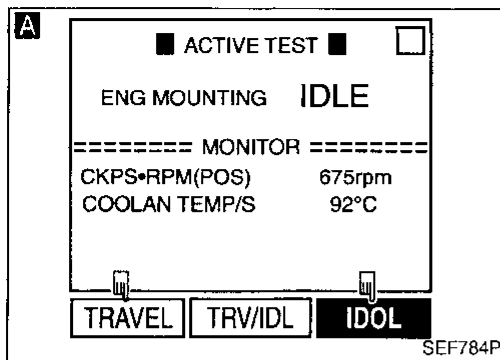 A
■ ACTIVE TEST ■
ENG MOUNTING IDLE
======== MONITOR ========
CKPS•RPM(POS) 675rpm
COOLAN TEMP/S 92°C
TRAVEL TRV/IDL IDOL
SEF784P